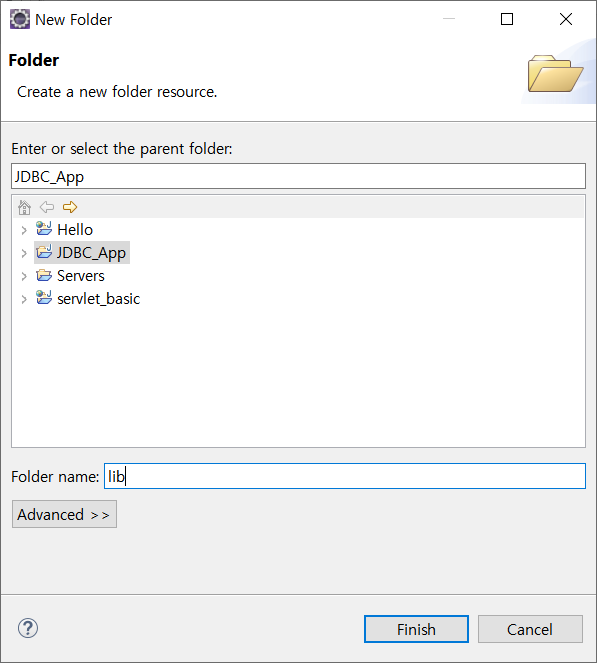 New Folder
Folder
Create a new folder resource.
Enter or select the parent folder:
JDBC_App
Hello
JDBC_App
Servers
servlet_basic
Folder name: lib
Advanced >>
Finish Cancel